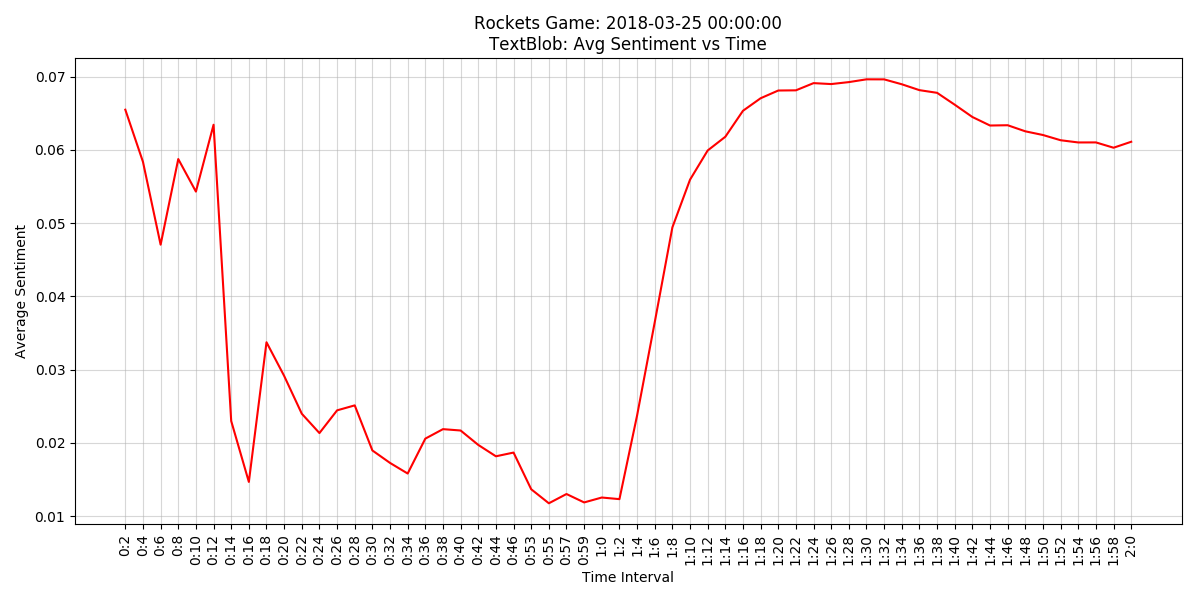 Rockets Game: 2018-03-25 00:00:00
TextBlob: Avg Sentiment vs Time
Average Sentiment
0.07
0.06
0.05
0.04
0.03
0.02
0.01
0:2 0:4 0:6 0:8 0:10 0:12 0:14 0:16 0:18 0:20 0:22 0:24 0:26 0:28 0:30 0:32 0:34 0:36 0:38 0:40 0:42 0:44 0:46 0:53 0:55 0:57 0:59 1:0 1:2 1:4 1:6 1:8 1:10 1:12 1:14 1:16 1:18 1:20 1:22 1:24 1:26 1:28 1:30 1:32 1:34 1:36 1:38 1:40 1:42 1:44 1:46 1:48 1:50 1:52 1:54 1:56 1:58 2:0
Time Interval